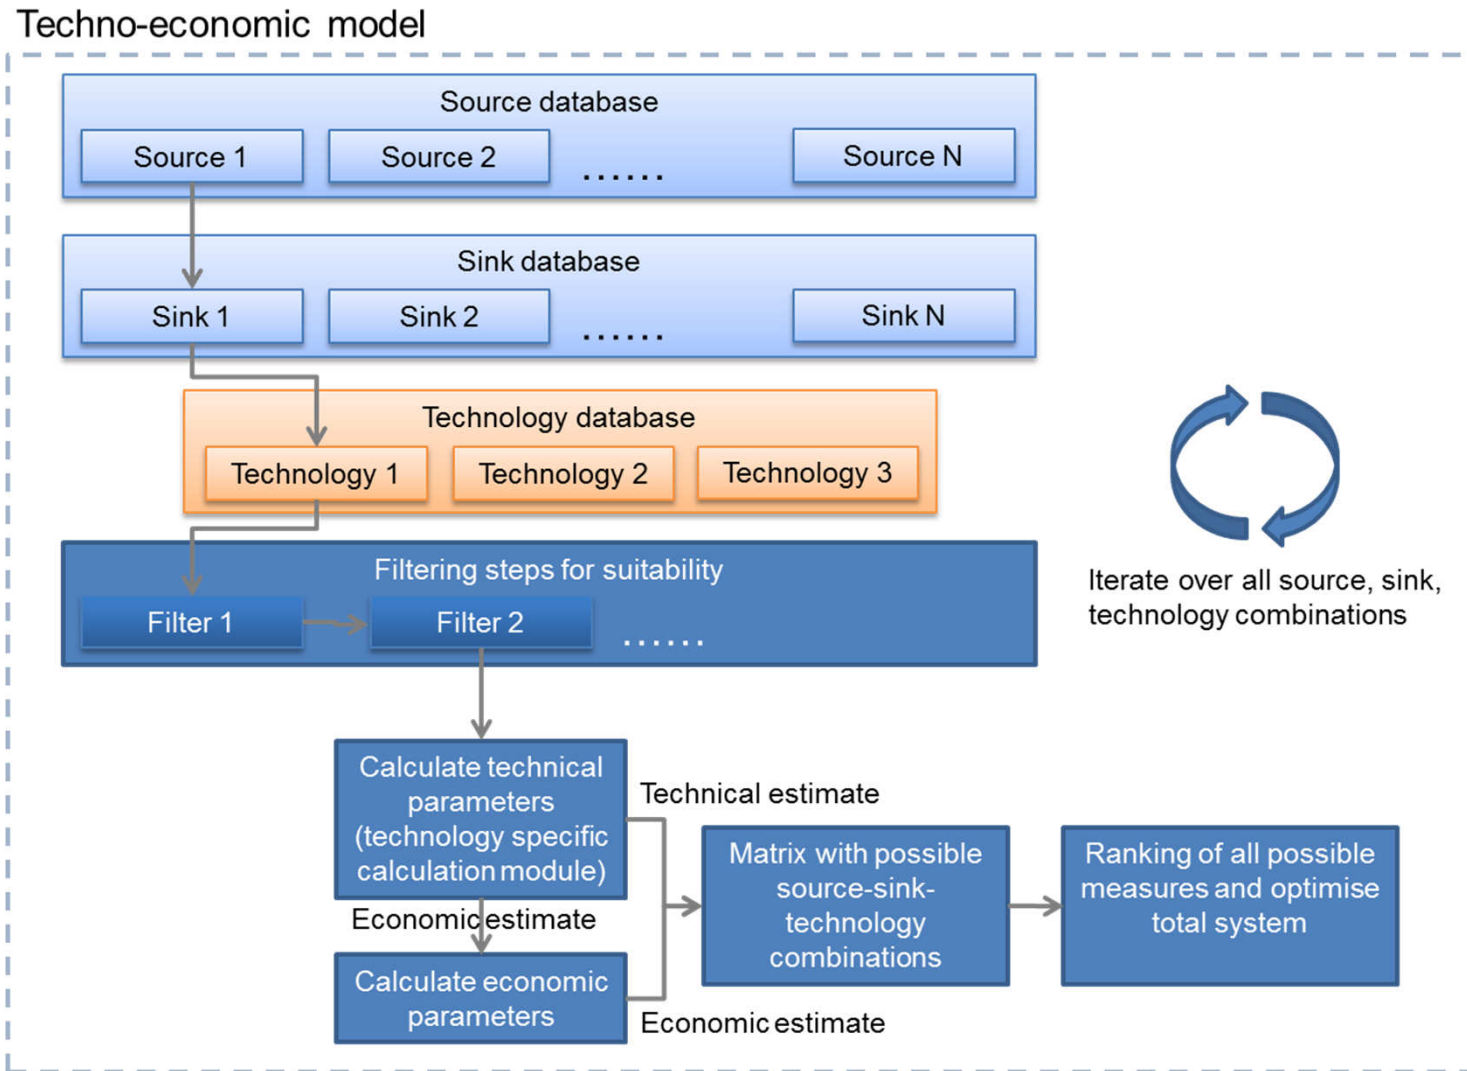 Techno-economic model
Source database
Source 1
Source 2
......
Source N
Sink database
Sink 1
Sink 2
......
Sink N
Technology database
Technology 1
Technology 2
Technology 3
Filtering steps for suitability
Filter 1
Filter 2
......
Iterate over all source, sink,
technology combinations
Calculate technical
parameters
(technology specific
calculation module)
Technical estimate
Economic estimate
Calculate economic
parameters
Economic estimate
Matrix with possible
source-sink-
technology
combinations
Ranking of all possible
measures and optimise
total system